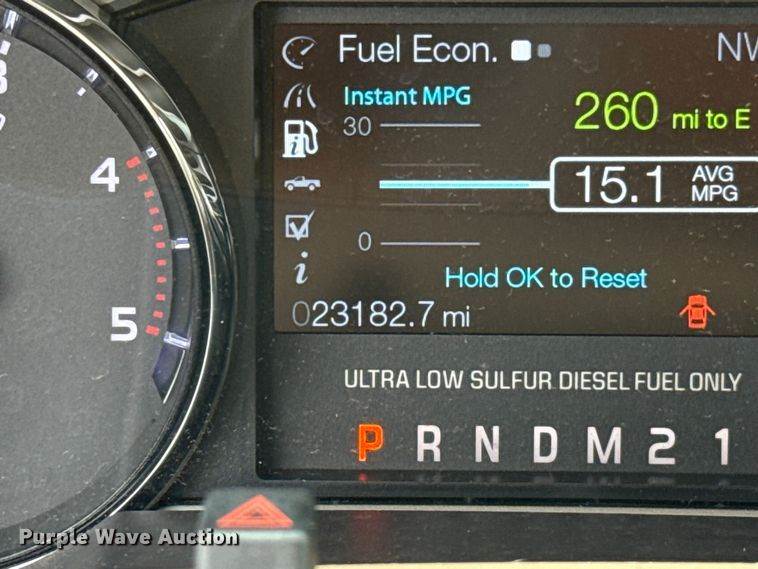 Fuel Econ.
NW
Instant MPG
30
260 mi to E
15.1 AVG MPG
0
Hold OK to Reset
023182.7 mi
4
5
ULTRA LOW SULFUR DIESEL FUEL ONLY
P R N D M 2 1
Purple Wave Auction